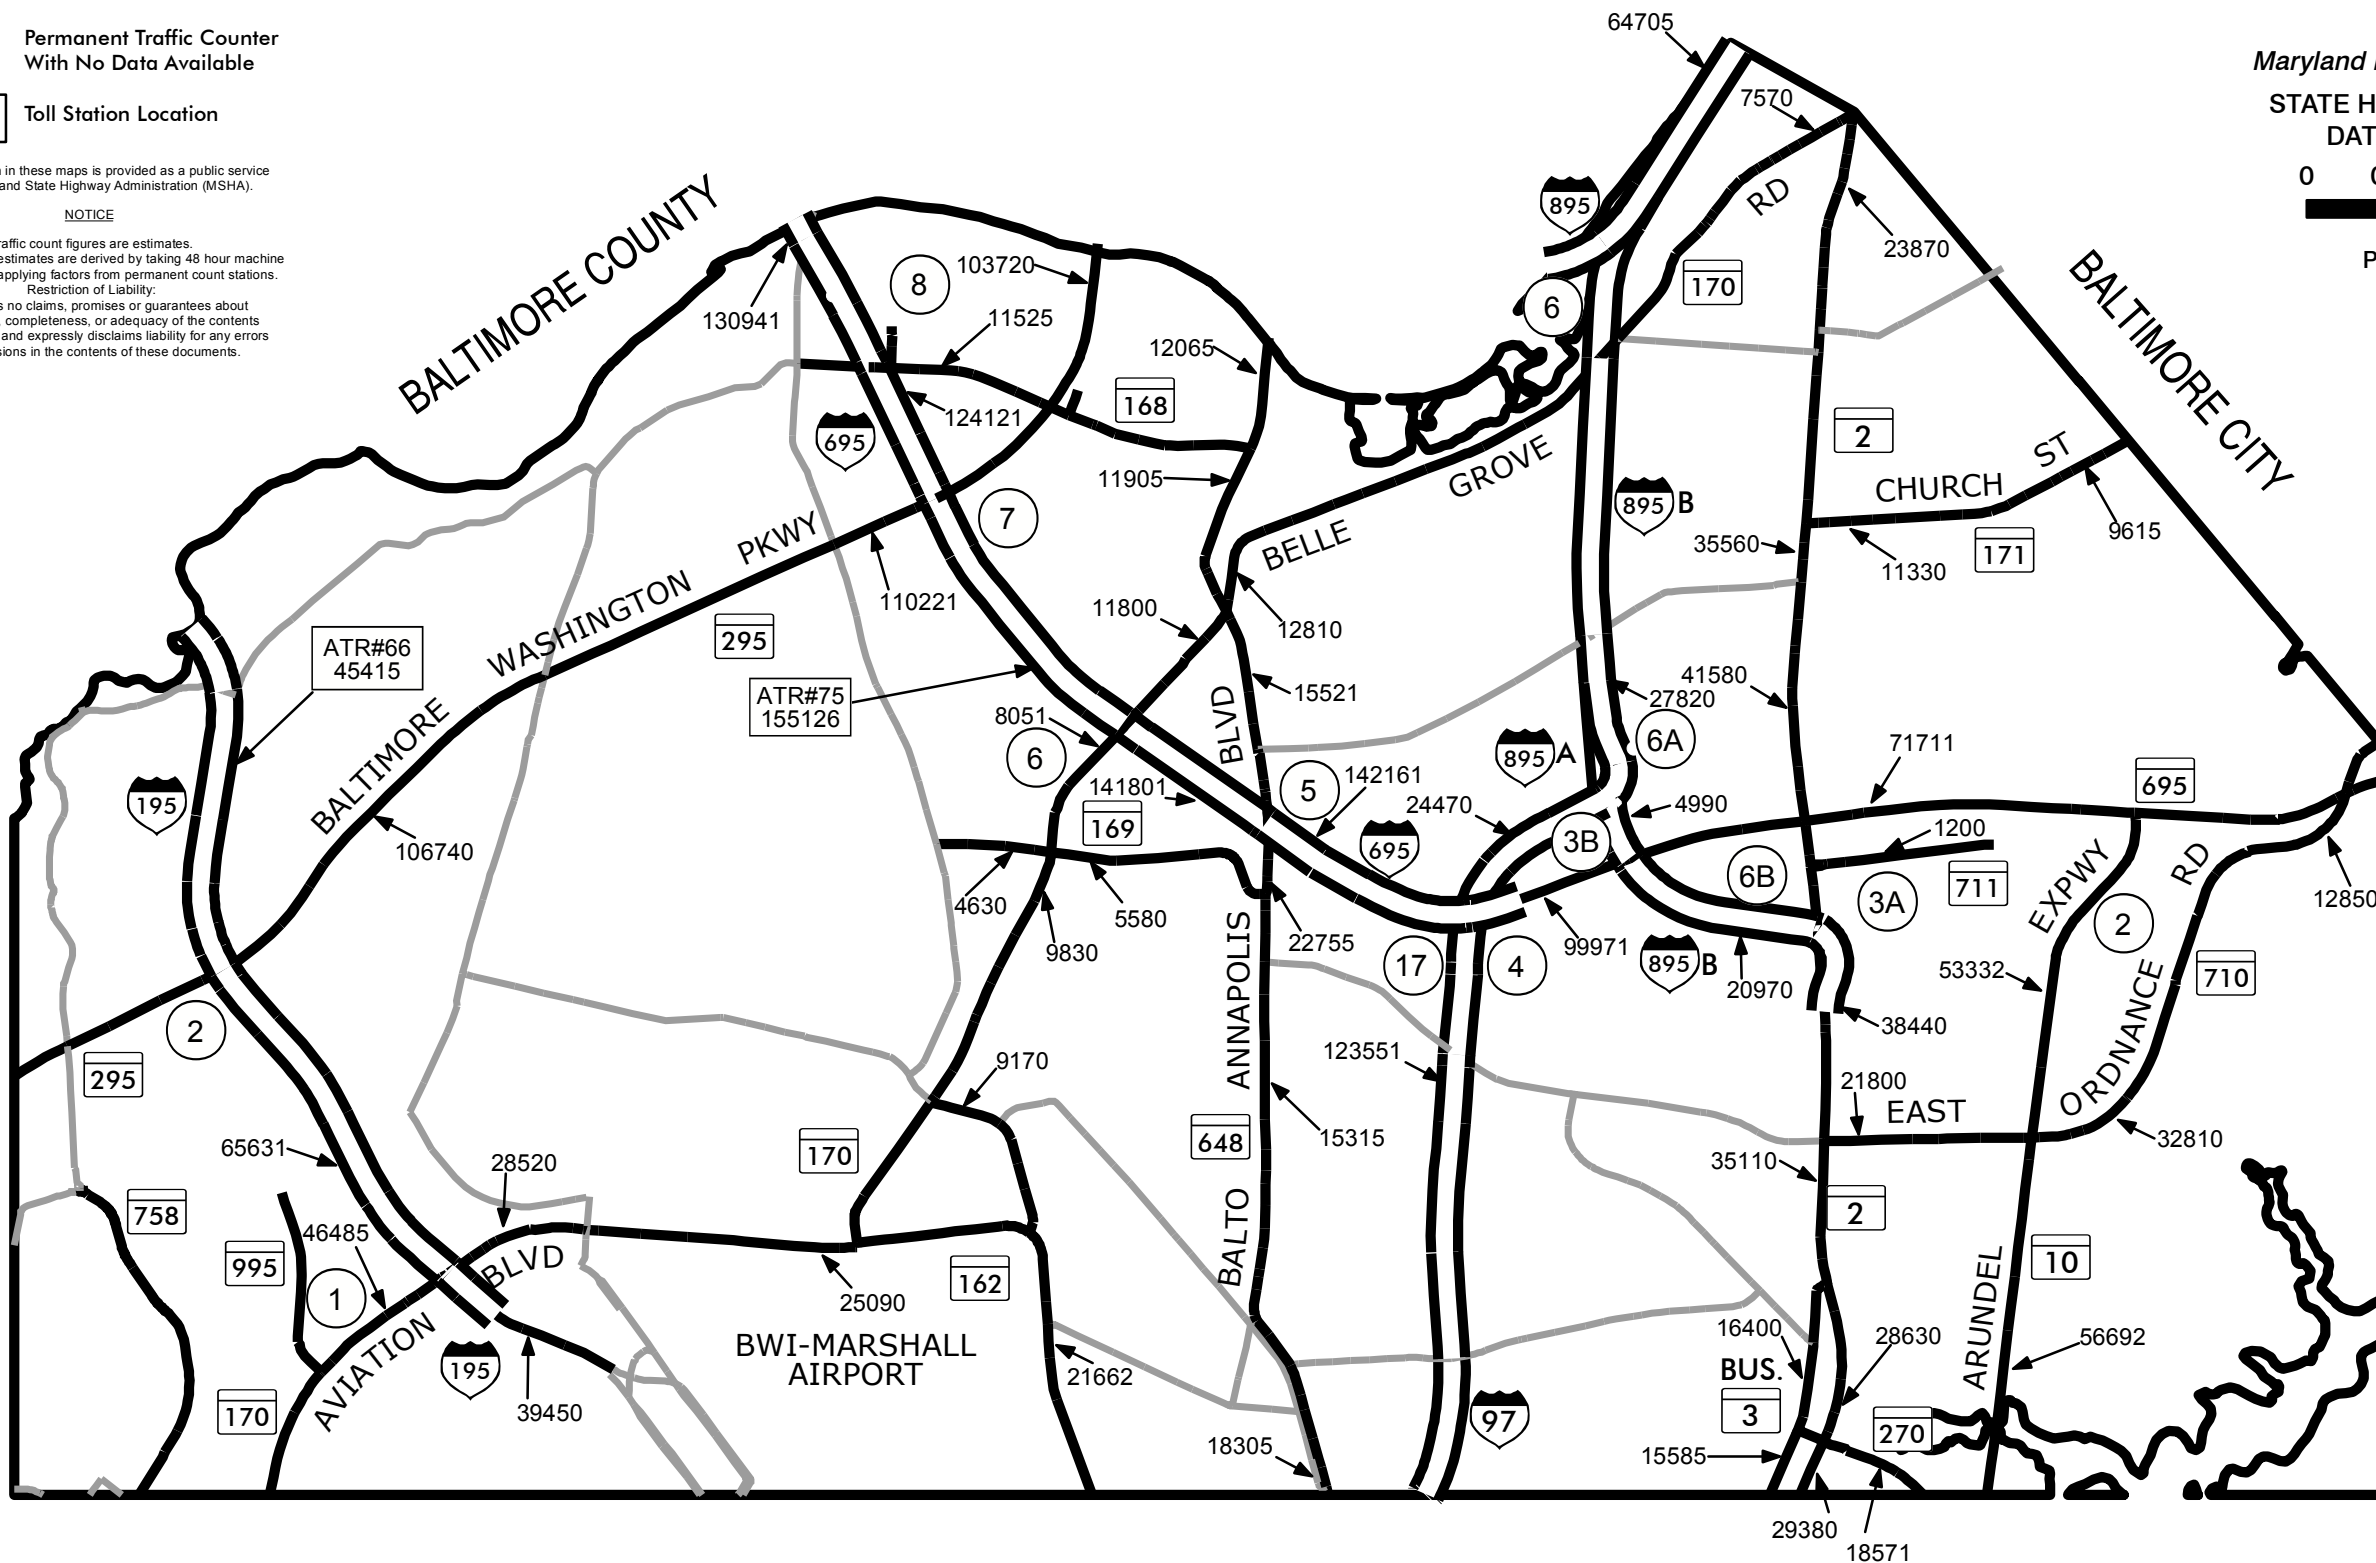 Permanent Traffic Counter
With No Data Available
Toll Station Location
in these maps is provided as a public service
and State Highway Administration (MSHA).
NOTICE
affic count figures are estimates.
estimates are derived by taking 48 hour machine
applying factors from permanent count stations.
Restriction of Liability:
s no claims, promises or guarantees about
, completeness, or adequacy of the contents
and expressly disclaims liability for any errors
sions in the contents of these documents.
Maryland
STATE H
DAT
0
P
64705
7570
RD
895
23870
BALTIMORE COUNTY
8
103720
170
6
130941
11525
12065
BALTIMORE CITY
168
124121
695
2
GROVE
ST
11905
CHURCH
7
895 B
9615
PKWY
BELLE
35560
171
11330
WASHINGTON
110221
11800
12810
295
ATR#66
45415
ATR#75
155126
41580
15521
27820
8051
BLVD
6A
BALTIMORE
6
895 A
71711
142161
695
195
141801
5
24470
4990
169
1200
3B
106740
695
6B
EXPWY
RD
711
3A
12850
4630
5580
9830
22755
ANNAPOLIS
17
4
99971
895 B
2
710
53332
20970
2
38440
ORDNANCE
123551
295
9170
21800
EAST
65631
170
648
15315
32810
28520
35110
758
2
46485
995
BLVD
BALTO
10
162
1
25090
ARUNDEL
BWI-MARSHALL
AIRPORT
16400
28630
56692
AVIATION
195
BUS.
3
21662
170
39450
97
270
18305
15585
29380
18571